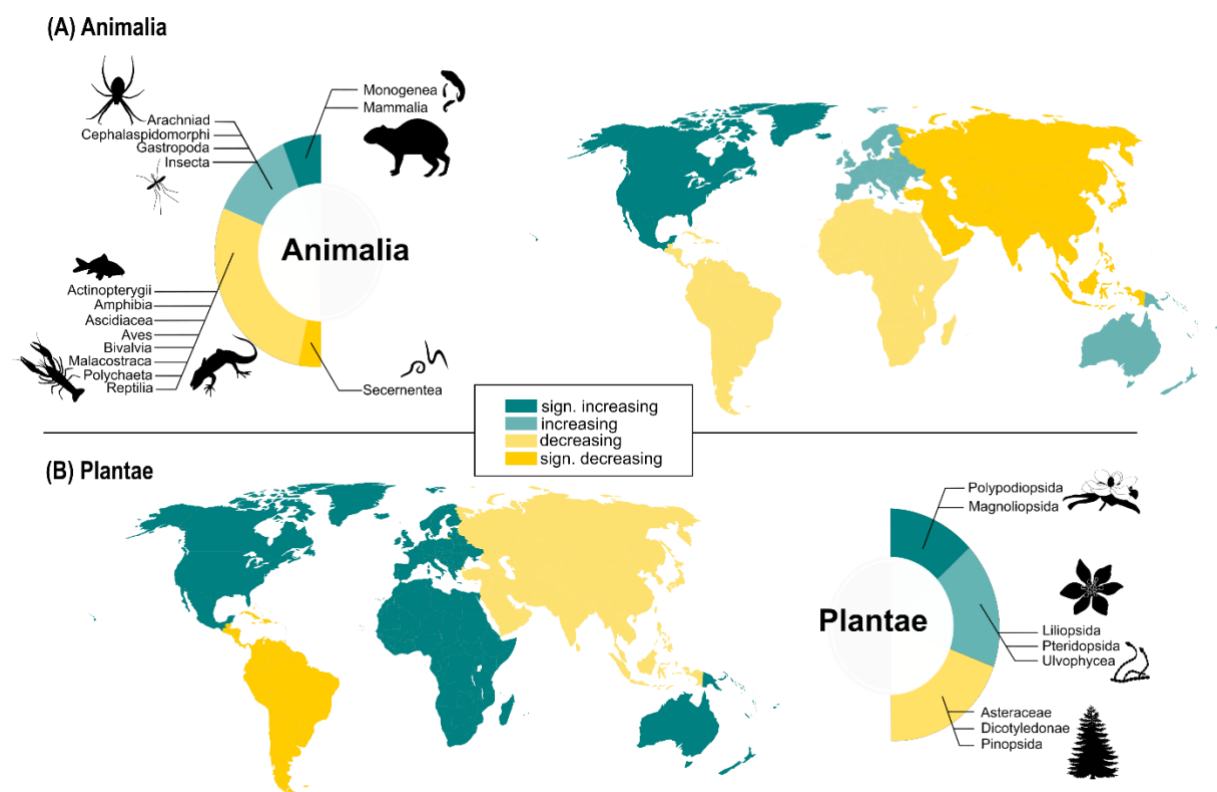 (A) Animalia
Monogenea
Mammalia
Arachniad
Cephalaspidomorphi
Gastropoda
Insecta
Animalia
Actinopterygii
Amphibia
Ascidiacea
Aves
Bivalvia
Malacostraca
Polychaeta
Reptilia
Secernentea
sign. increasing
increasing
decreasing
sign. decreasing
(B) Plantae
Polypodiopsida
Magnoliopsida
Plantae
Liliopsida
Pteridopsida
Ulvophycea
Asteraceae
Dicotyledonae
Pinopsida